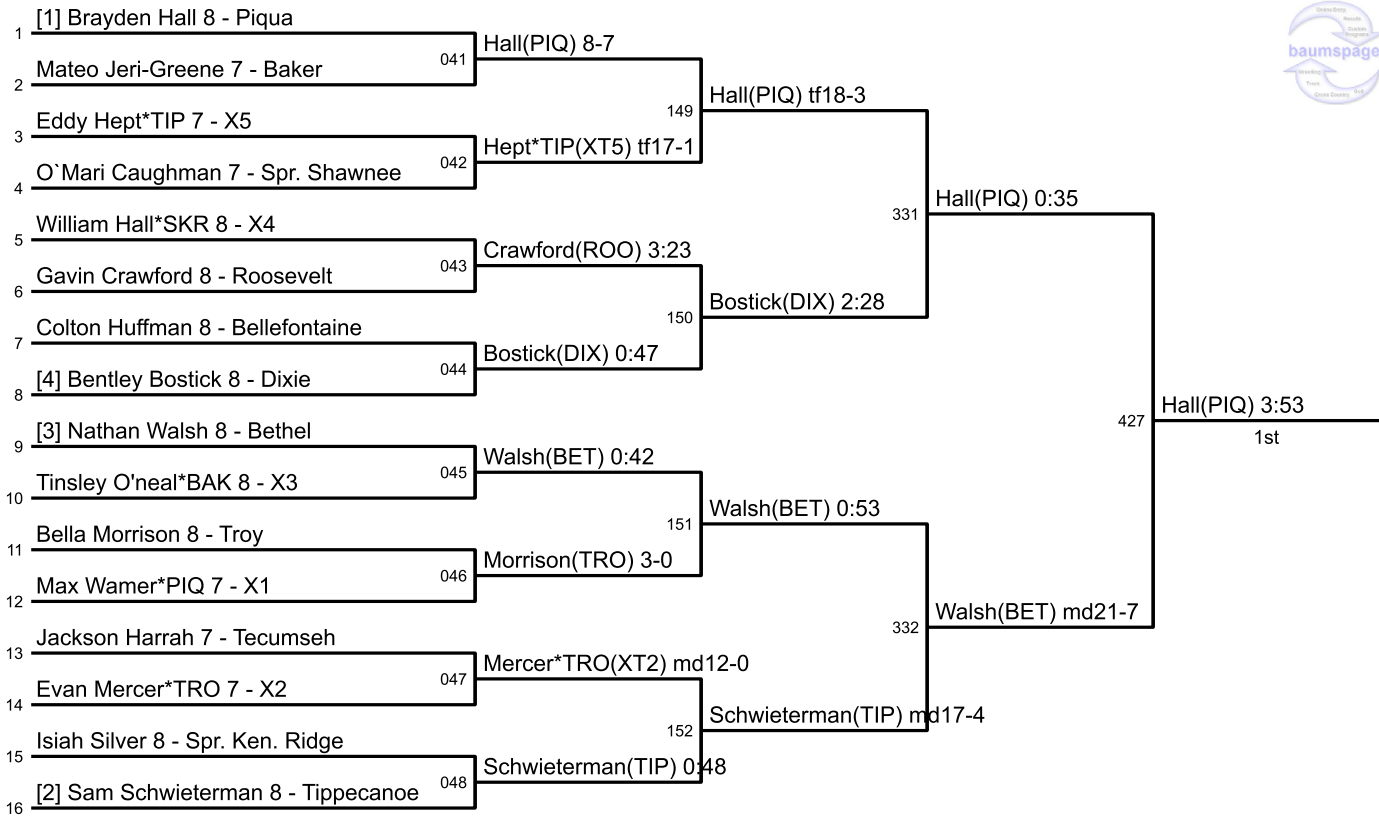 [1] Brayden Hall 8 - Piqua
1
Mateo Jeri-Greene 7 - Baker
2
Eddy Hept*TIP 7 - X5
3
O`Mari Caughman 7 - Spr. Shawnee
4
William Hall*SKR 8 - X4
5
Gavin Crawford 8 - Roosevelt
6
Colton Huffman 8 - Bellefontaine
7
[4] Bentley Bostick 8 - Dixie
8
[3] Nathan Walsh 8 - Bethel
9
Tinsley O'neal*BAK 8 - X3
10
Bella Morrison 8 - Troy
11
Max Wamer*PIQ 7 - X1
12
Jackson Harrah 7 - Tecumseh
13
Evan Mercer*TRO 7 - X2
14
Isiah Silver 8 - Spr. Ken. Ridge
15
[2] Sam Schwieterman 8 - Tippecanoe
16
041
Hall(PIQ) 8-7
042
Hept*TIP(XT5) tf17-1
043
Crawford(ROO) 3:23
044
Bostick(DIX) 0:47
045
Walsh(BET) 0:42
046
Morrison(TRO) 3-0
047
Mercer*TRO(XT2) md12-0
048
Schwieterman(TIP) 0:48
149
Hall(PIQ) tf18-3
150
Bostick(DIX) 2:28
151
Walsh(BET) 0:53
152
Schwieterman(TIP) md17-4
331
Hall(PIQ) 0:35
332
Walsh(BET) md21-7
427
Hall(PIQ) 3:53
1st
Online Entry
Results
Custom
Programs
baumspage
Wrestling
Track
Cross Country